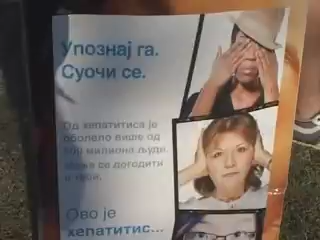 Упознај га.
Суочи се.
Од хепатитиса је
оболело више од
милиона људи.
се догодити
и теби.
Ово је
хепатитис...